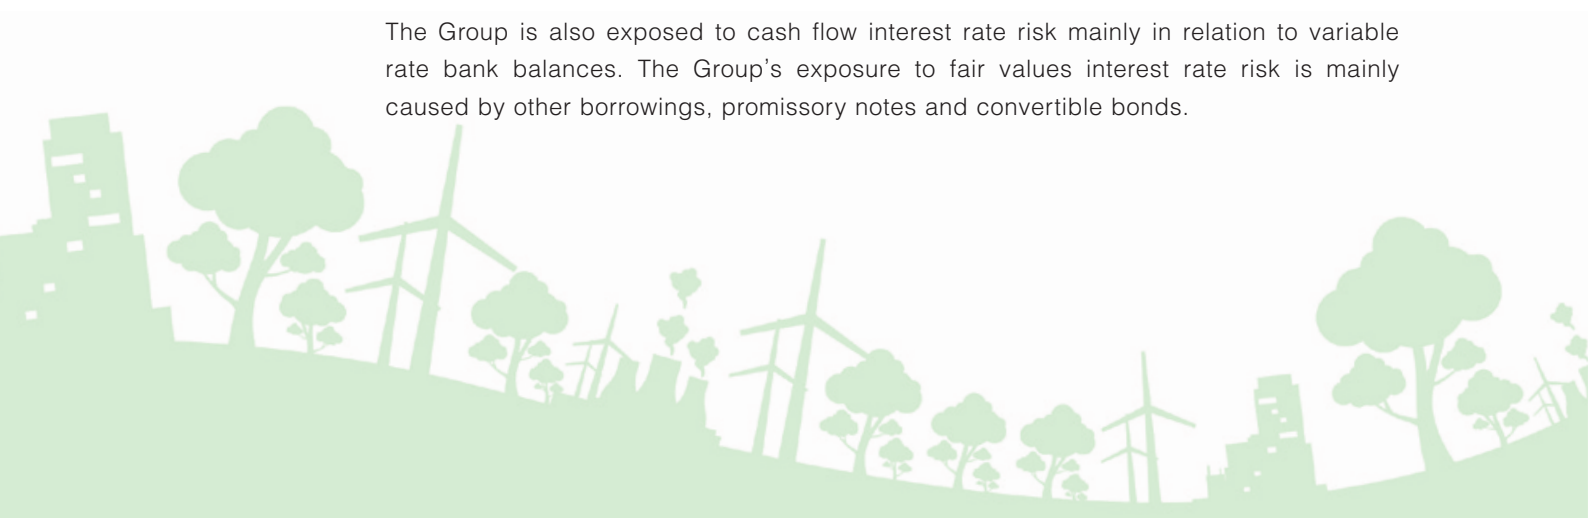 The Group is also exposed to cash flow interest rate risk mainly in relation to variable
rate bank balances. The Group’s exposure to fair values interest rate risk is mainly
caused by other borrowings, promissory notes and convertible bonds.